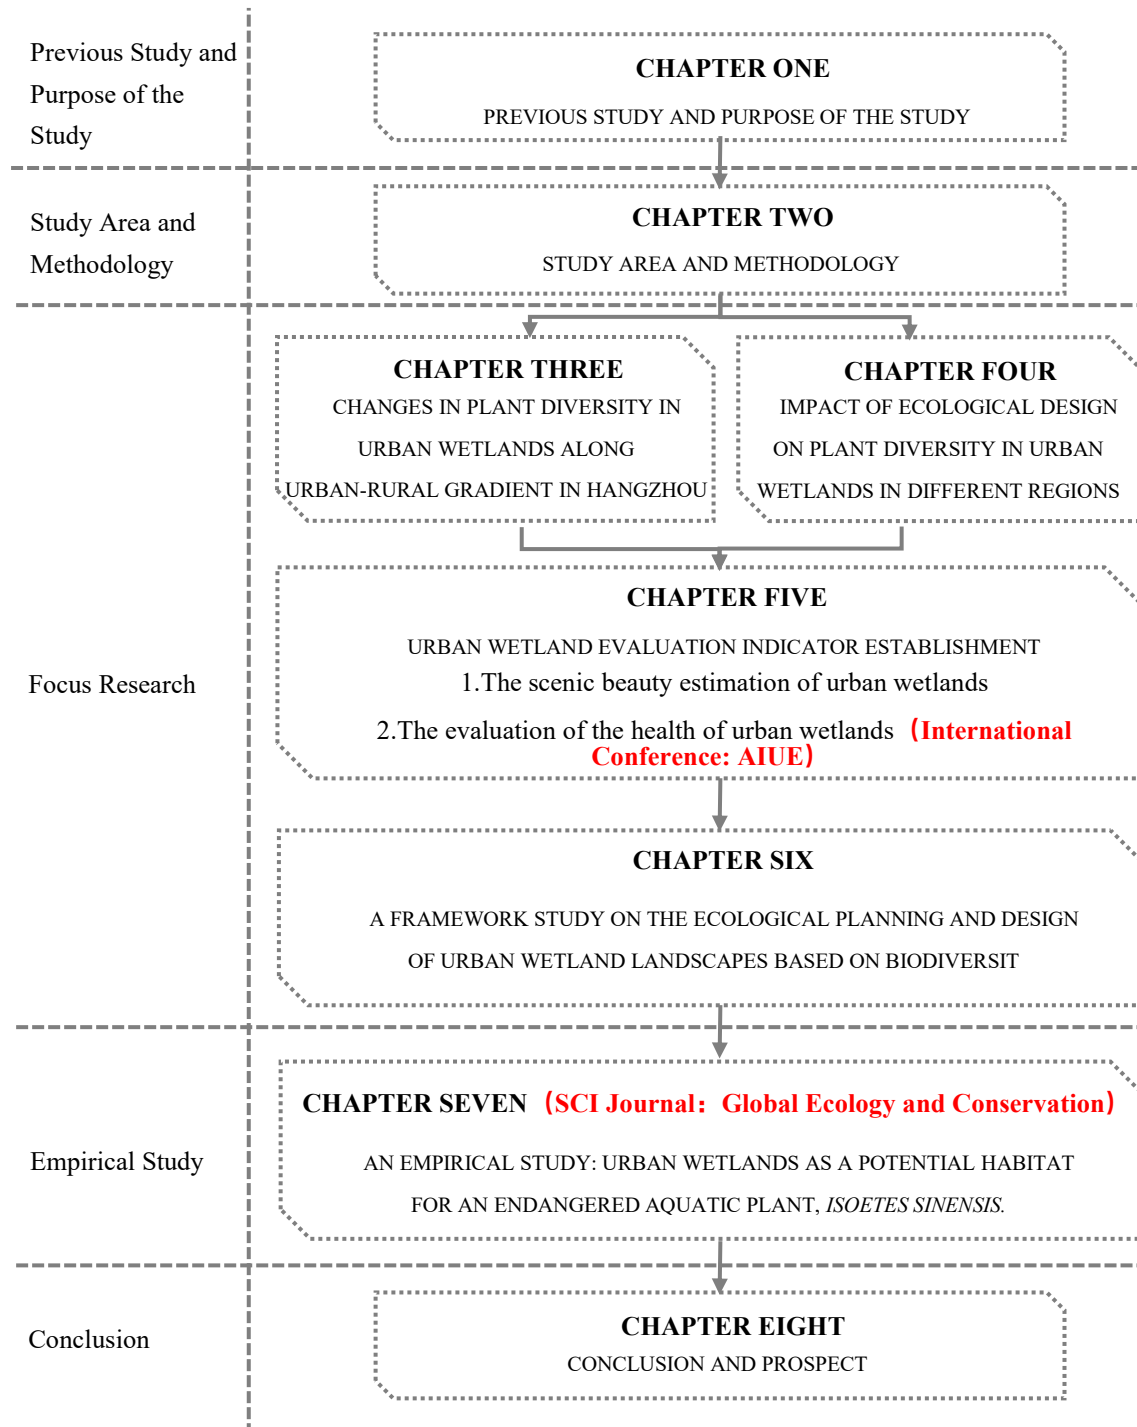 Previous Study and
Purpose of the
Study
CHAPTER ONE
PREVIOUS STUDY AND PURPOSE OF THE STUDY
Study Area and
Methodology
CHAPTER TWO
STUDY AREA AND METHODOLOGY
Focus Research
CHAPTER THREE
CHANGES IN PLANT DIVERSITY IN
URBAN WETLANDS ALONG
URBAN-RURAL GRADIENT IN HANGZHOU
CHAPTER FOUR
IMPACT OF ECOLOGICAL DESIGN
ON PLANT DIVERSITY IN URBAN
WETLANDS IN DIFFERENT REGIONS
CHAPTER FIVE
URBAN WETLAND EVALUATION INDICATOR ESTABLISHMENT
1.The scenic beauty estimation of urban wetlands
2.The evaluation of the health of urban wetlands（International
Conference: AIUE）
CHAPTER SIX
A FRAMEWORK STUDY ON THE ECOLOGICAL PLANNING AND DESIGN
OF URBAN WETLAND LANDSCAPES BASED ON BIODIVERSIT
Empirical Study
CHAPTER SEVEN（SCI Journal：Global Ecology and Conservation）
AN EMPIRICAL STUDY: URBAN WETLANDS AS A POTENTIAL HABITAT
FOR AN ENDANGERED AQUATIC PLANT, ISOETES SINENSIS.
Conclusion
CHAPTER EIGHT
CONCLUSION AND PROSPECT